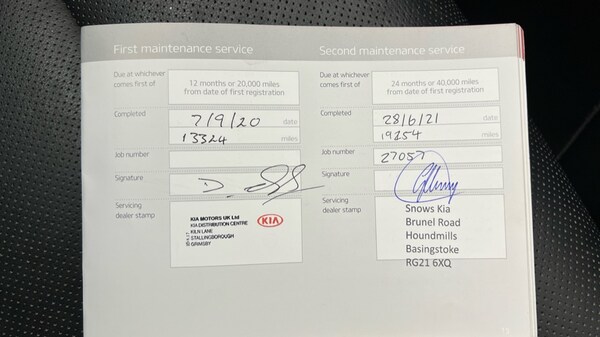 First maintenance service
Due at whichever comes first of
12 months or 20,000 miles
from date of first registration
Completed
7/9/20 date
13324 miles
Job number
Signature
Servicing
dealer stamp
KIA MOTORS UK Ltd
KIA DISTRIBUTION CENTRE
KILN LANE
STALLINGBOROUGH
GRIMSBY
KIA
Second maintenance service
Due at whichever
comes first of
24 months or 40,000 miles
from date of first registration
Completed
28/6/21 date
19254 miles
Job number
27057
Signature
Servicing
dealer stamp
Snows Kia
Brunel Road
Houndmills
Basingstoke
RG21 6XQ